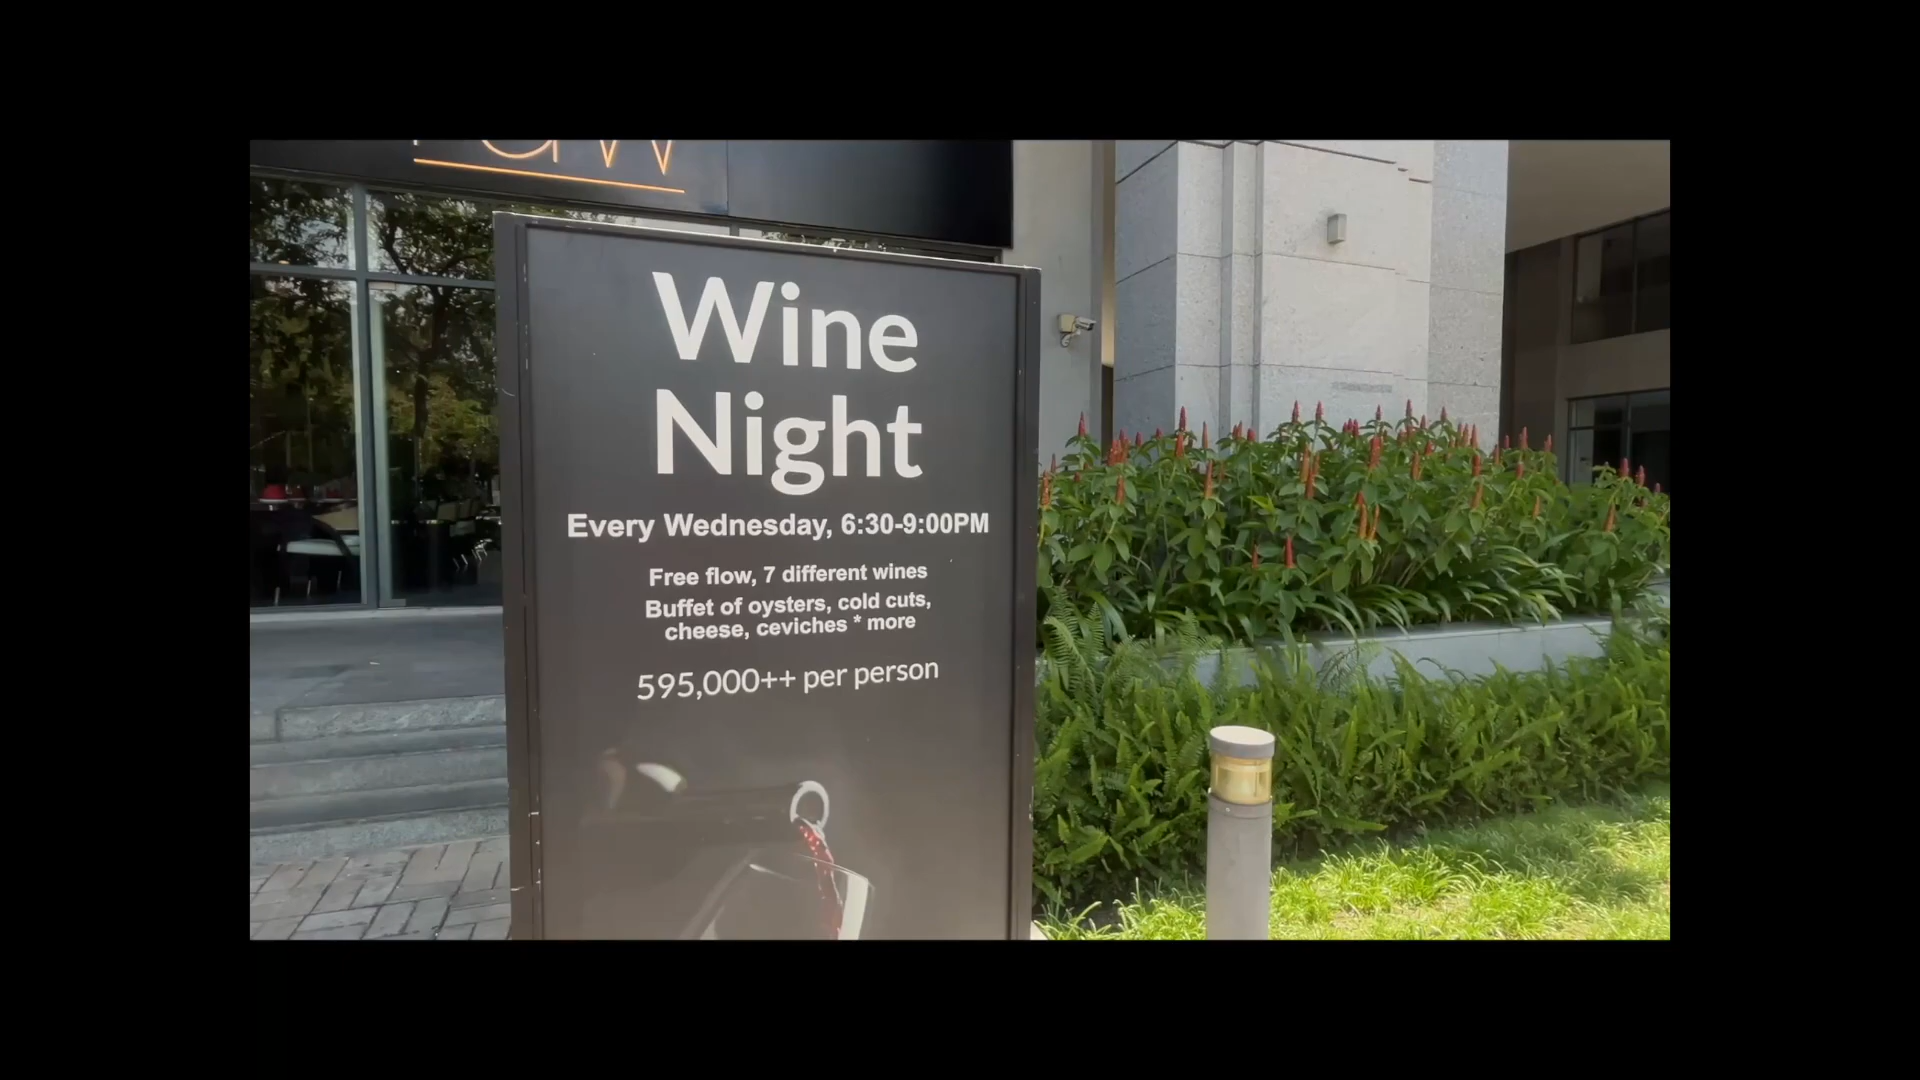 Wine
Night
Every Wednesday, 6:30-9:00PM
Free flow, 7 different wines
Buffet of oysters, cold cuts,
cheese, ceviches * more
595,000++ per person